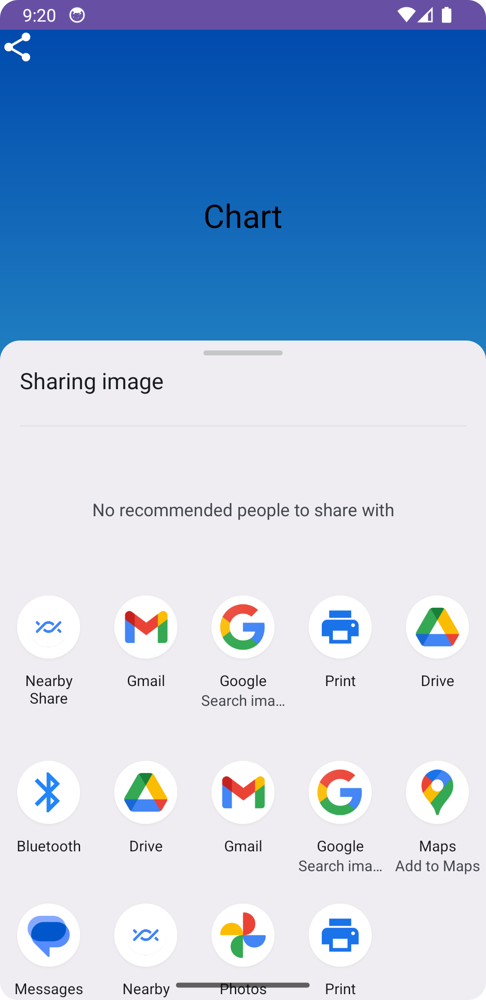 9:20
Chart
Sharing image
No recommended people to share with
Nearby
Share
Gmail
Google
Search ima...
Print
Drive
Bluetooth
Drive
Gmail
Google
Search ima...
Maps
Add to Maps
Messages
Nearby
Photos
Print